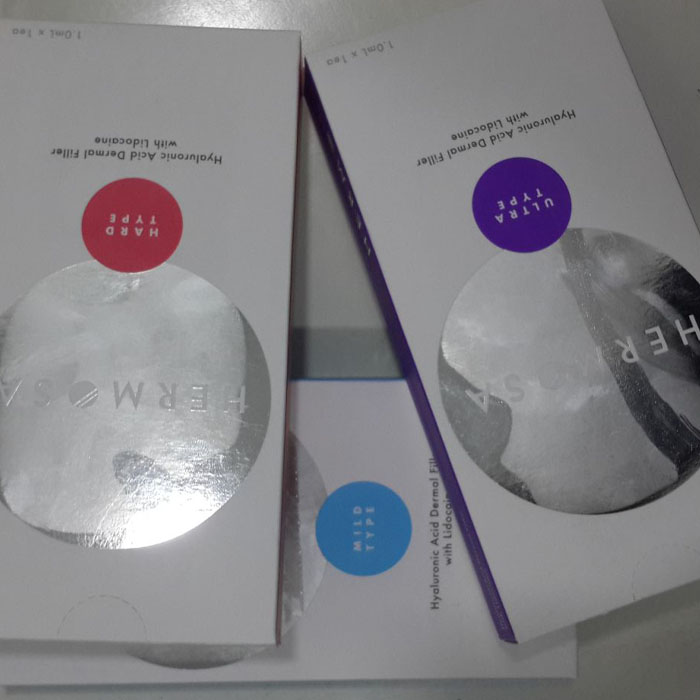 1.0mL x 1ea
Hyaluronic Acid Dermal Filler
with Lidocaine
HARD
TYPE
HERMOSA
1.0mL x 1ea
Hyaluronic Acid Dermal Filler
with Lidocaine
ULTRA
TYPE
HERMOSA
MILD
TYPE
Hyaluronic Acid Dermal Fill
with Lidocain